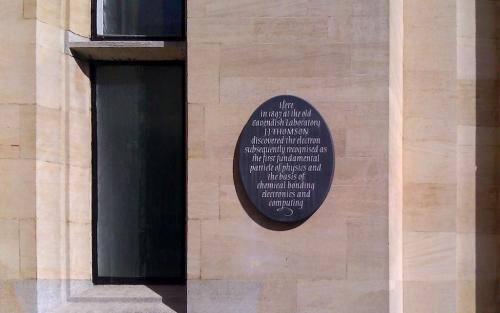 Here
in 1897 at the old
Cavendish Laboratory
J.J.THOMSON
discovered the electron
subsequently recognised as
the first fundamental
particle of physics and
the basis of
chemical bonding
electronics and
computing